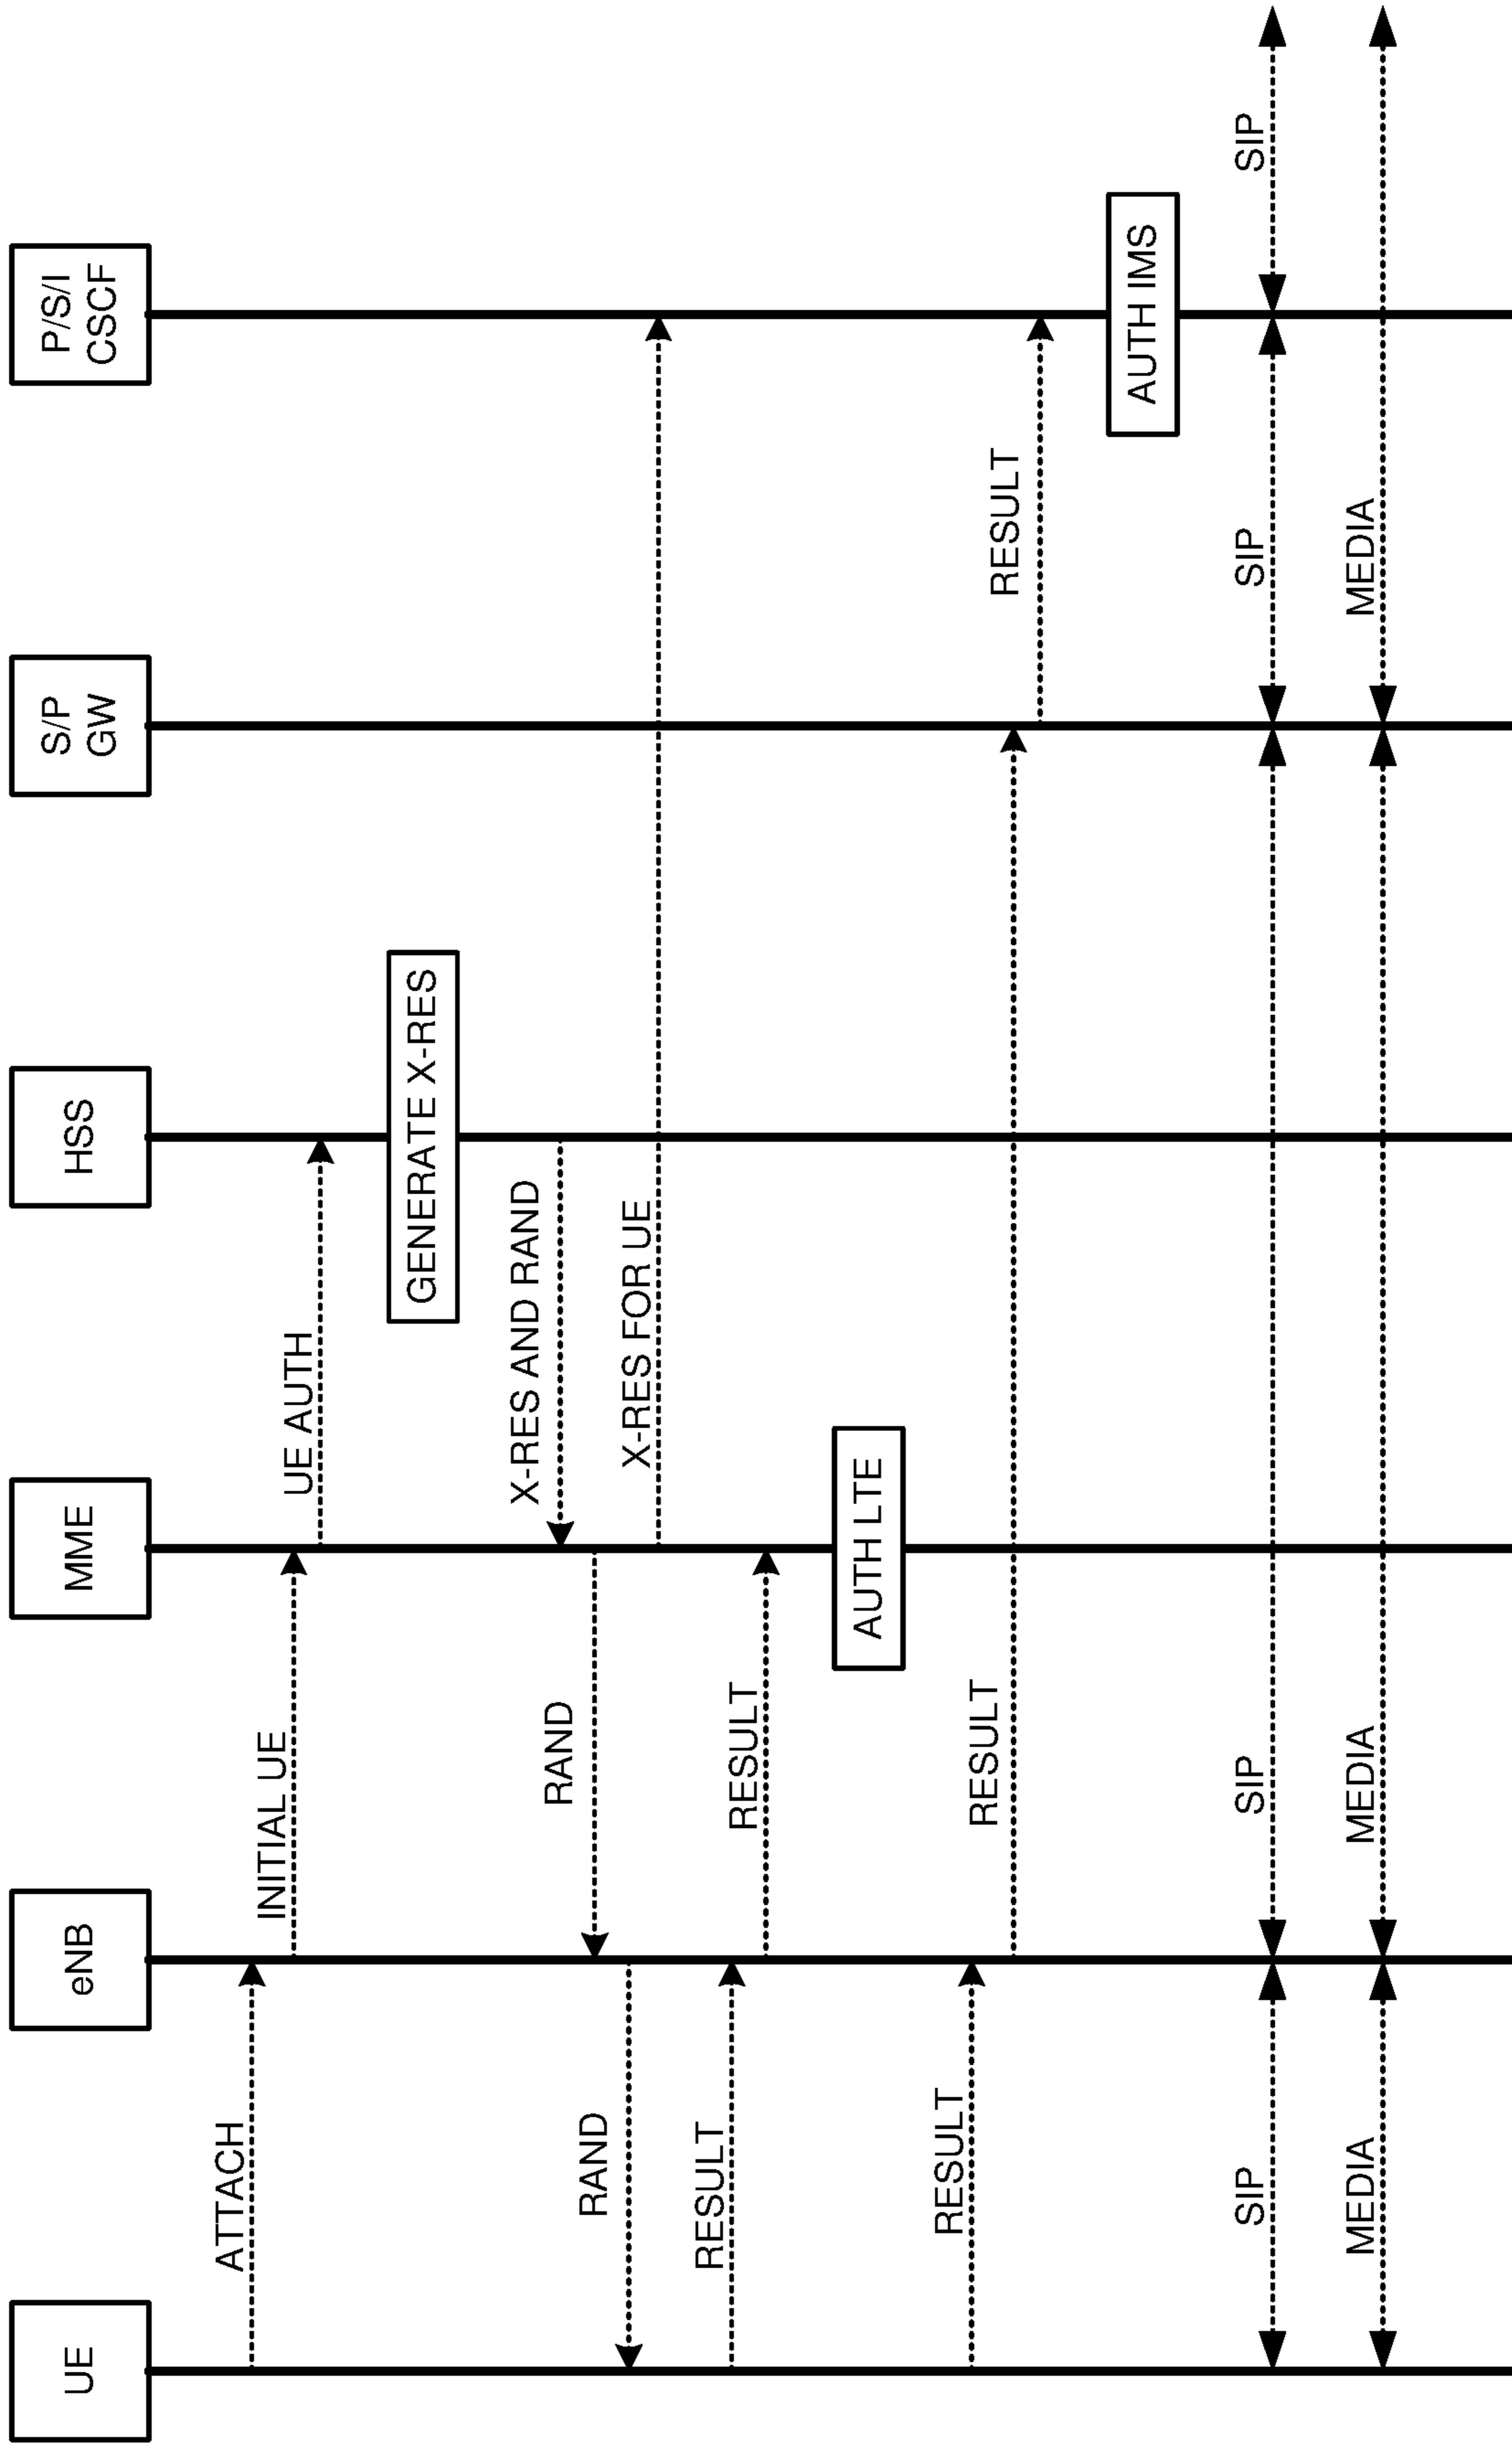 UE
eNB
MME
HSS
S/P
GW
P/S/I
CSCF
ATTACH
INITIAL UE
UE AUTH
GENERATE X-RES
X-RES AND RAND
RAND
RAND
X-RES FOR UE
RESULT
RESULT
AUTH LTE
RESULT
RESULT
RESULT
AUTH IMS
SIP
SIP
SIP
SIP
MEDIA
MEDIA
MEDIA